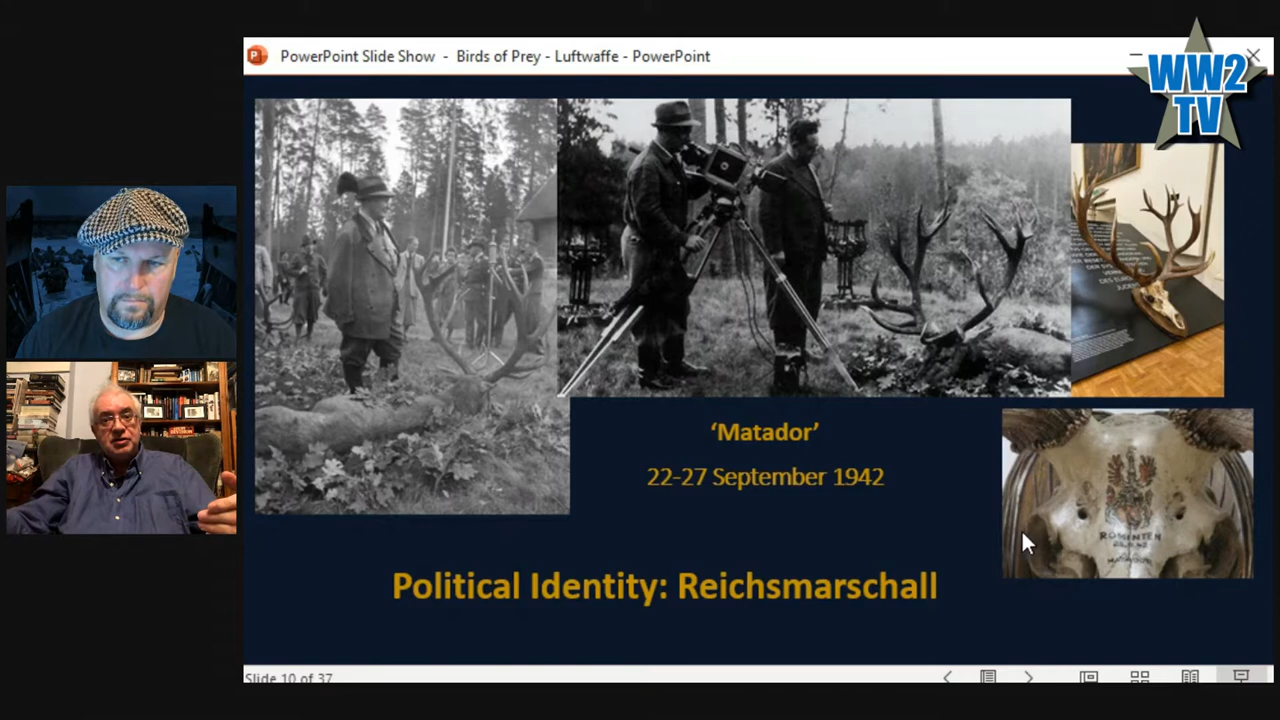 PowerPoint Slide Show - Birds of Prey - Luftwaffe - PowerPoint
WW2
TV
‘Matador’
22-27 September 1942
ROMINTEN
Political Identity: Reichsmarschall
Slide 10 of 37